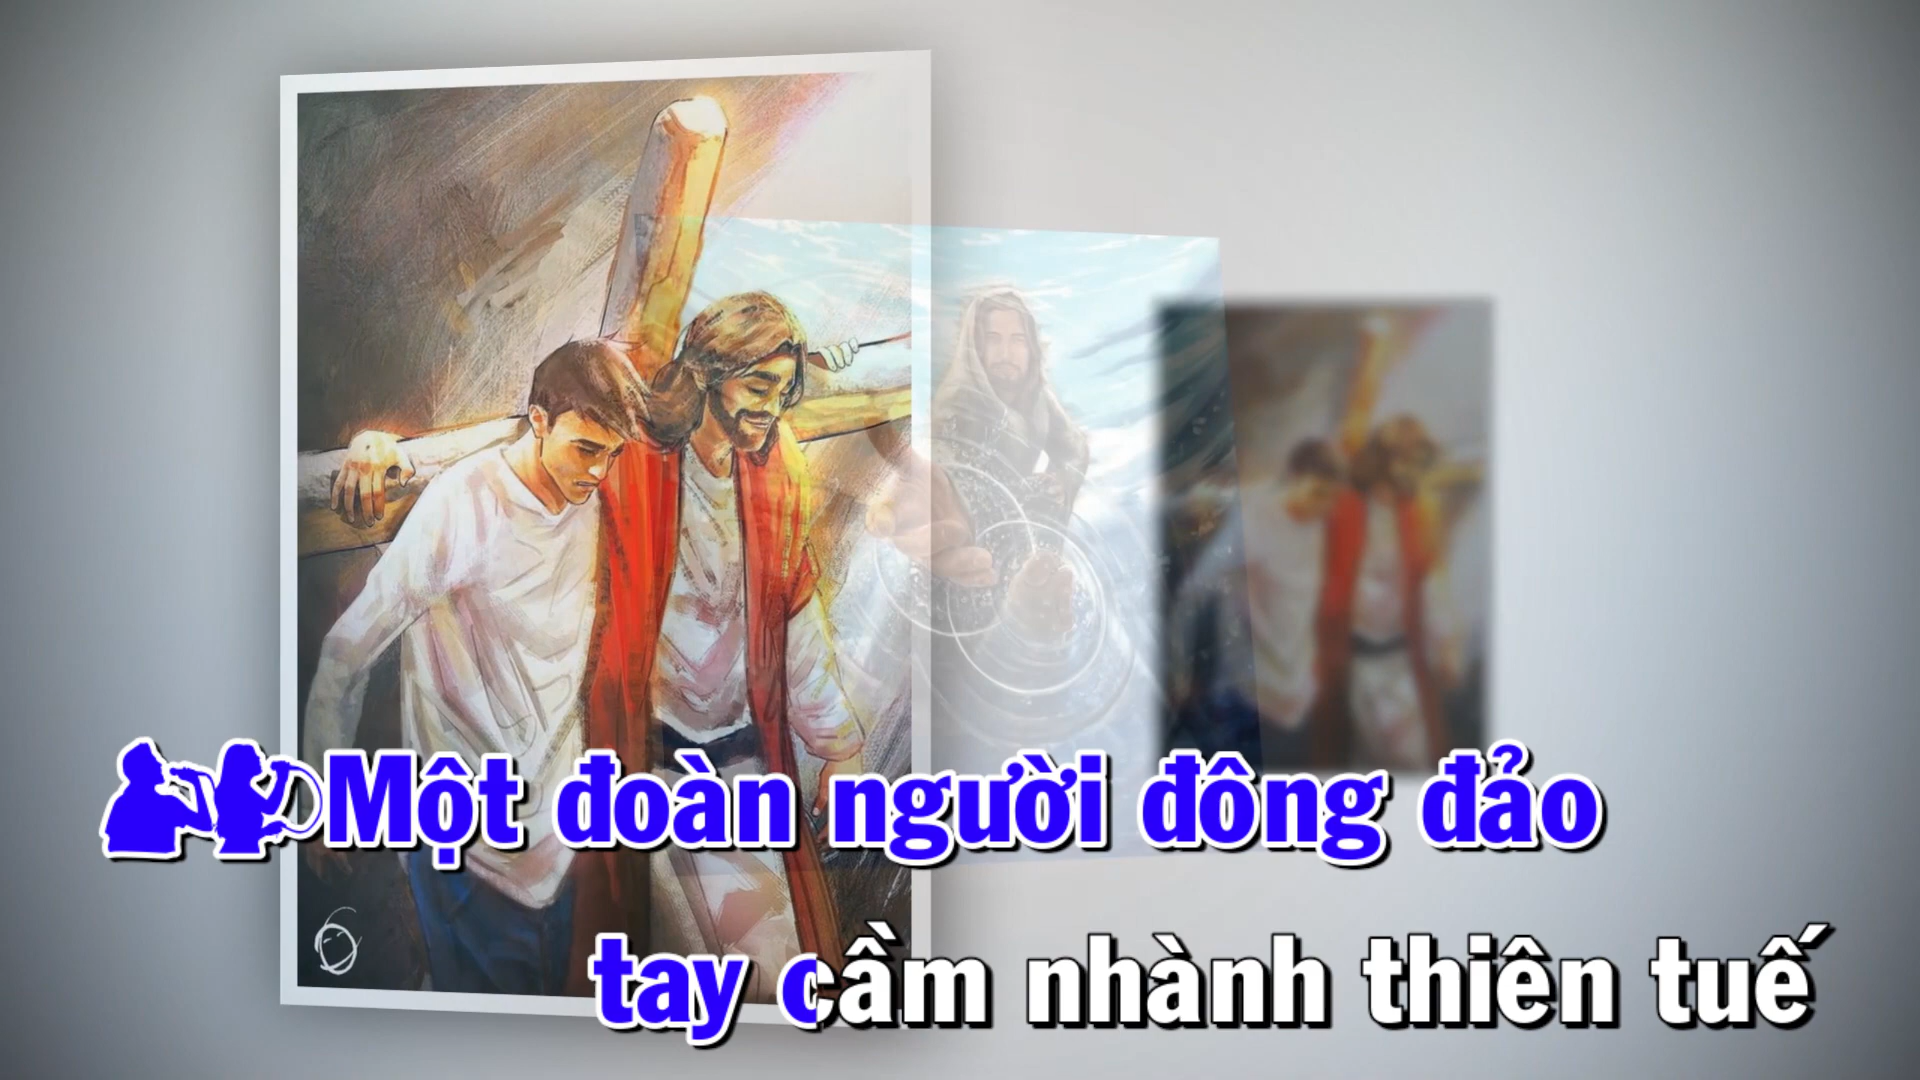 Một đoàn người đông đảo
tay cầm nhành thiên tuế